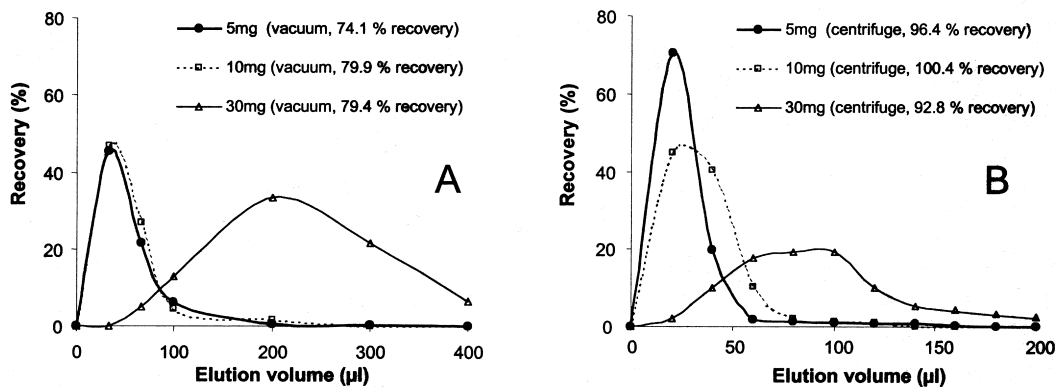 80
60
40
20
0
Recovery (%)
5mg (vacuum, 74.1 % recovery)
10mg (vacuum, 79.9 % recovery)
30mg (vacuum, 79.4 % recovery)
A
0 100 200 300 400
Elution volume (µl)
80
60
40
20
0
Recovery (%)
5mg (centrifuge, 96.4 % recovery)
10mg (centrifuge, 100.4 % recovery)
30mg (centrifuge, 92.8 % recovery)
B
0 50 100 150 200
Elution volume (µl)